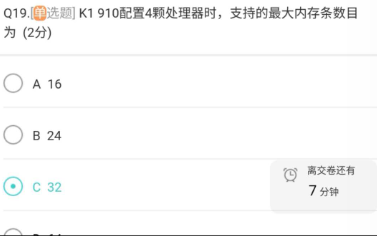 Q19.[单选题] K1 910配置4颗处理器时，支持的最大内存条数目
为 (2分)
A 16
B 24
C 32
离交卷还有
7 分钟